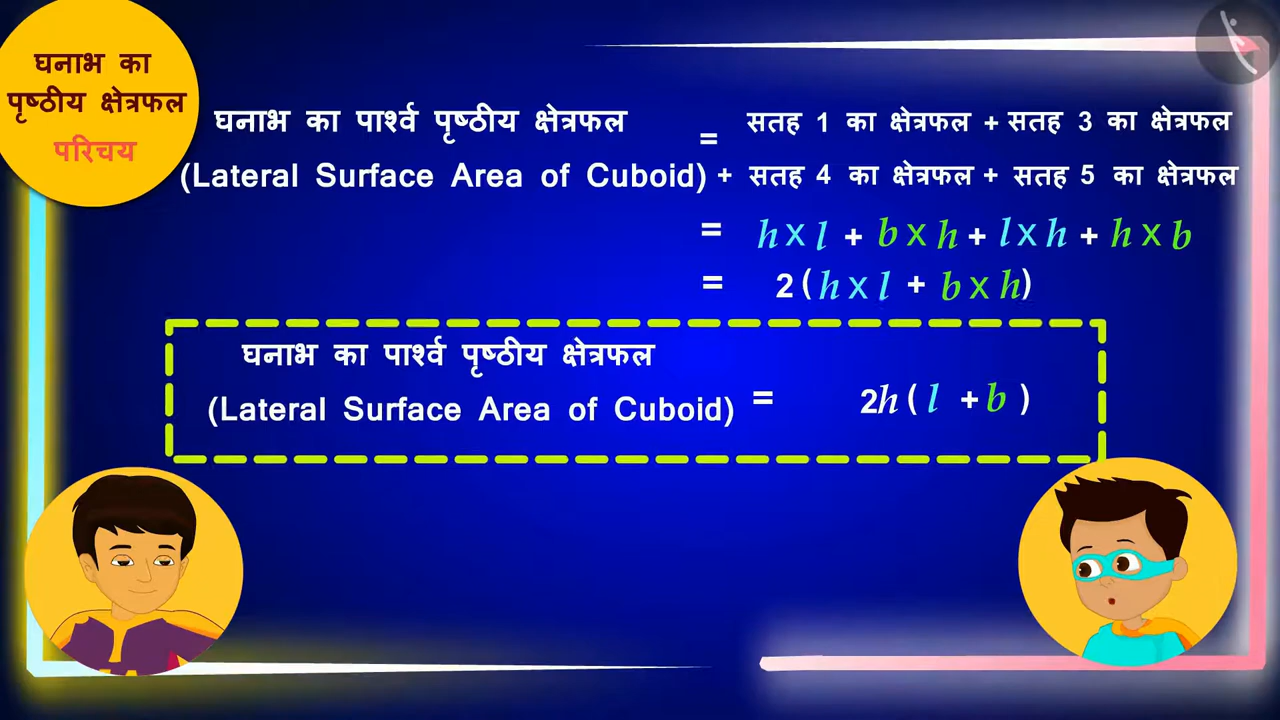 घनाभ का
पृष्ठीय क्षेत्रफल
परिचय
घनाभ का पार्श्व पृष्ठीय क्षेत्रफल
(Lateral Surface Area of Cuboid)
= सतह 1 का क्षेत्रफल + सतह 3 का क्षेत्रफल
+ सतह 4 का क्षेत्रफल + सतह 5 का क्षेत्रफल
= h x l + b x h + l x h + h x b
= 2(h x l + b x h)
घनाभ का पार्श्व पृष्ठीय क्षेत्रफल
(Lateral Surface Area of Cuboid) = 2h(l + b)